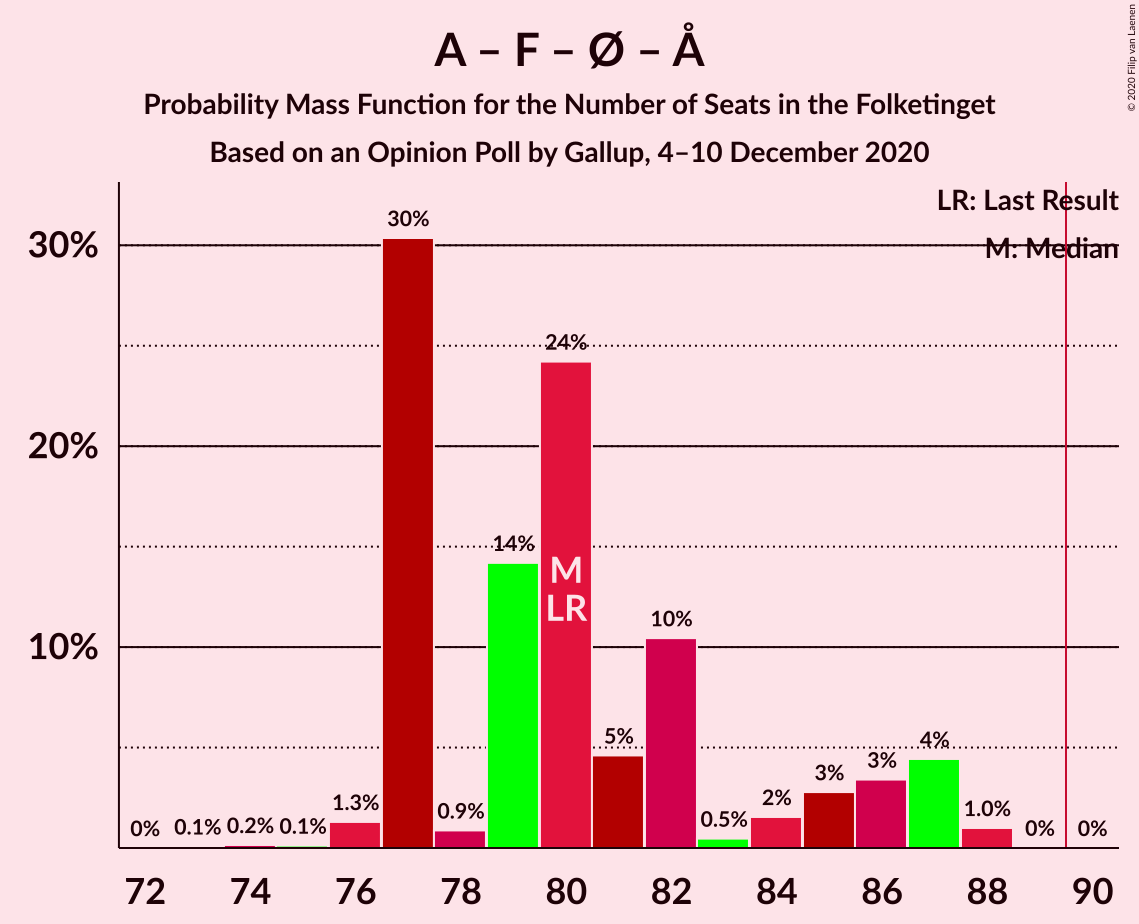 A – F – Ø – Å
Probability Mass Function for the Number of Seats in the Folketinget
Based on an Opinion Poll by Gallup, 4–10 December 2020
© 2020 Filip van Laenen
LR: Last Result
M: Median
30%
20%
10%
0%
0.1%
0.2%
0.1%
1.3%
30%
0.9%
14%
24%
5%
10%
0.5%
2%
3%
3%
4%
1.0%
0%
0%
M
LR
72 74 76 78 80 82 84 86 88 90